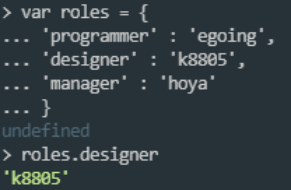 > var roles = {
... 'programmer' : 'egoing',
... 'designer' : 'k8805',
... 'manager' : 'hoya'
... }
undefined
> roles.designer
'k8805'